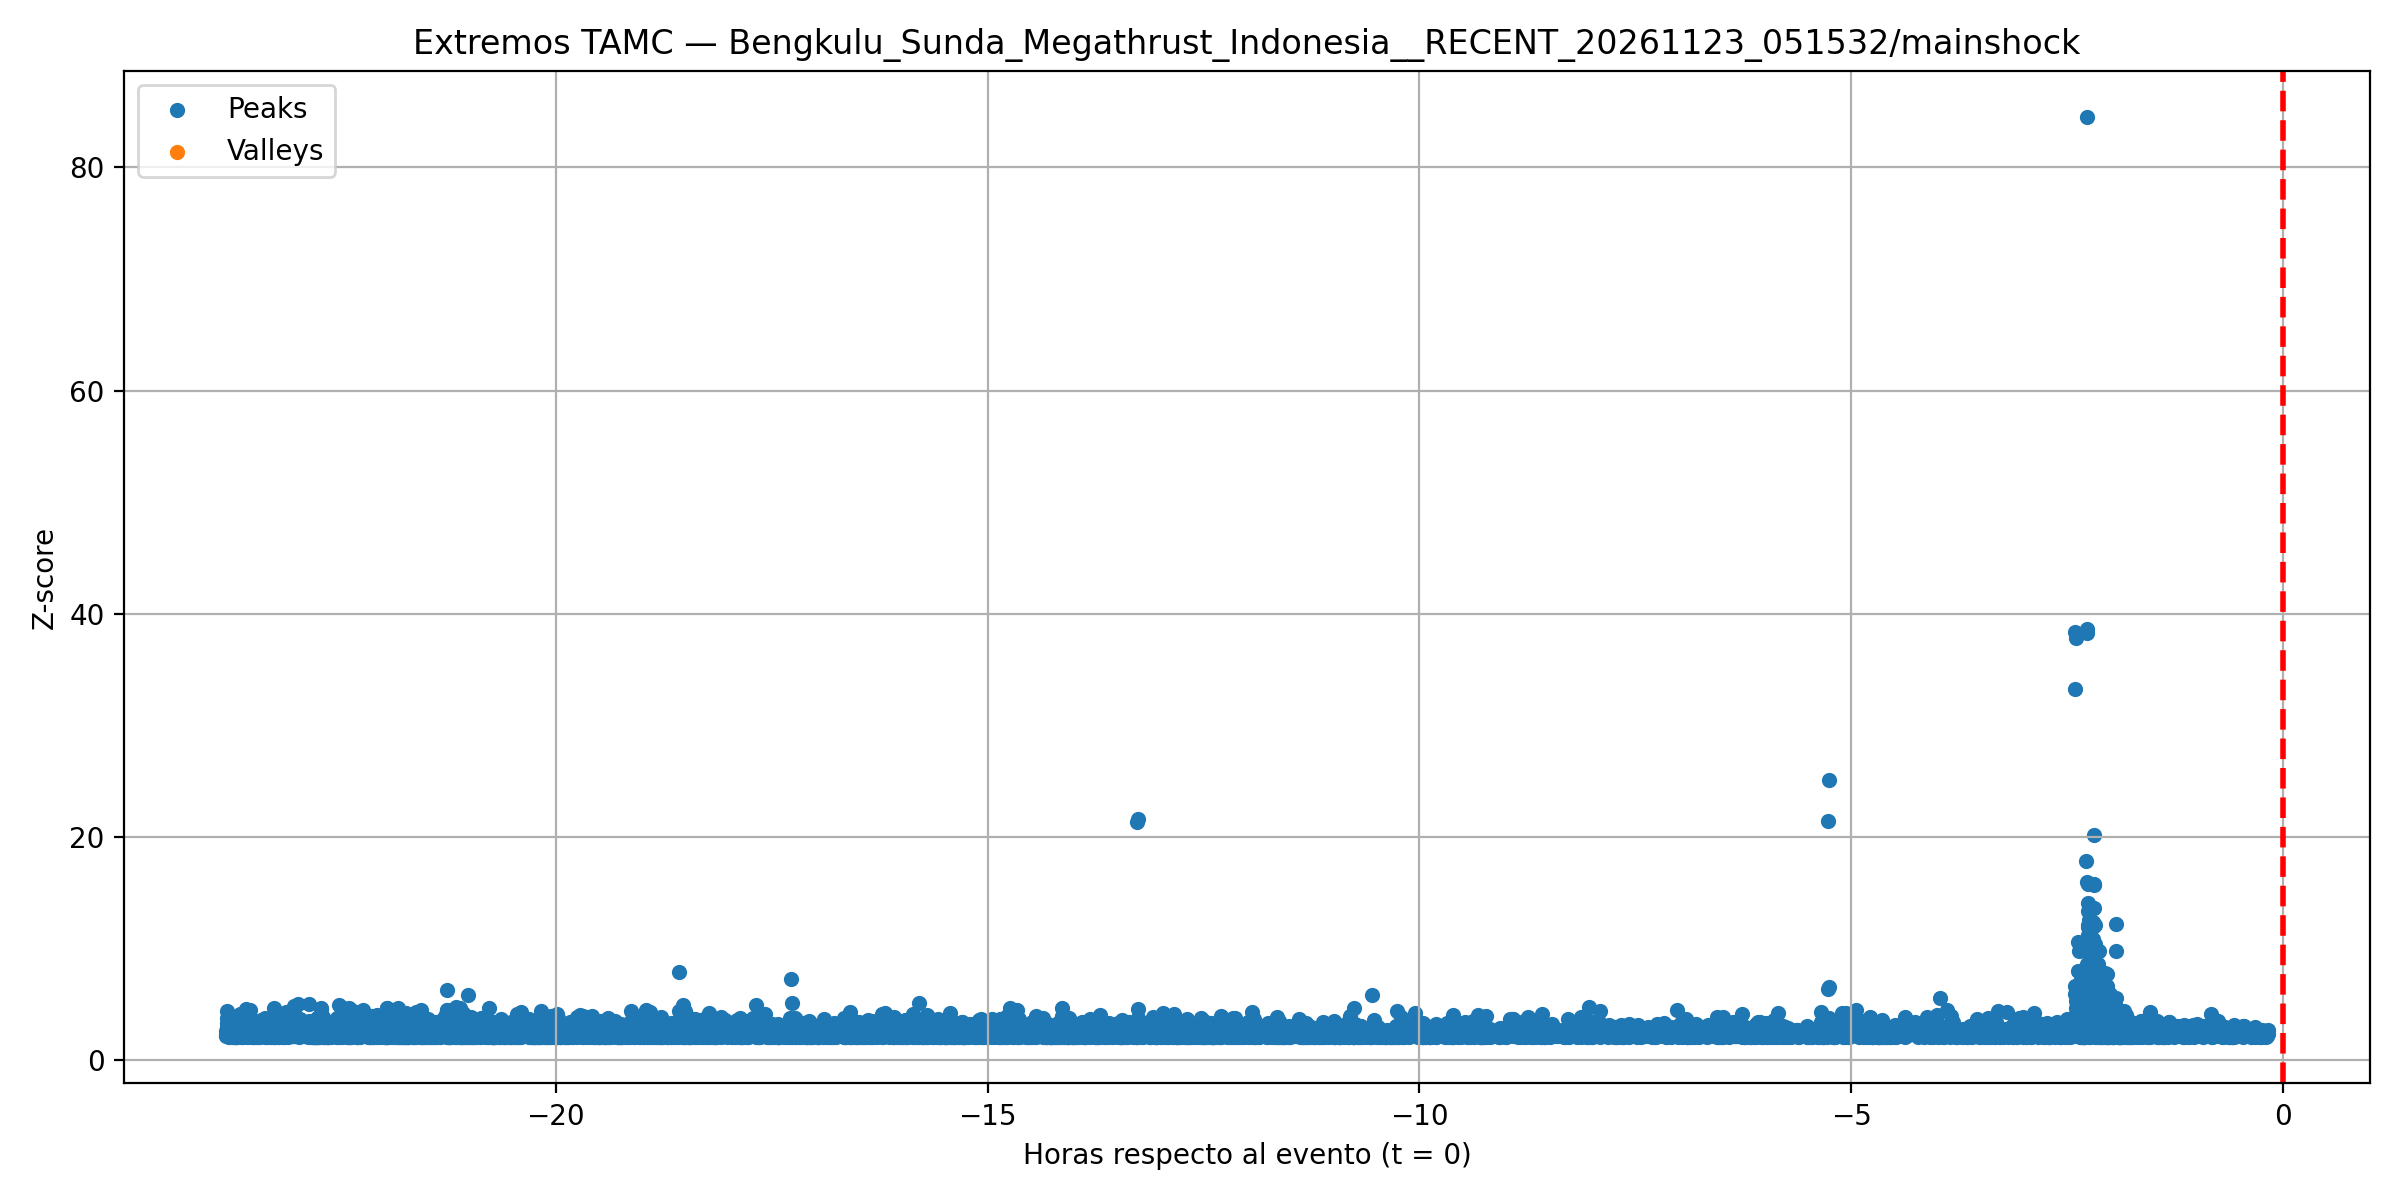 Extremos TAMC — Bengkulu_Sunda_Megathrust_Indonesia__RECENT_20261123_051532/mainshock
Peaks
Valleys
80
60
40
20
0
Z-score
−20
−15
−10
−5
0
Horas respecto al evento (t = 0)